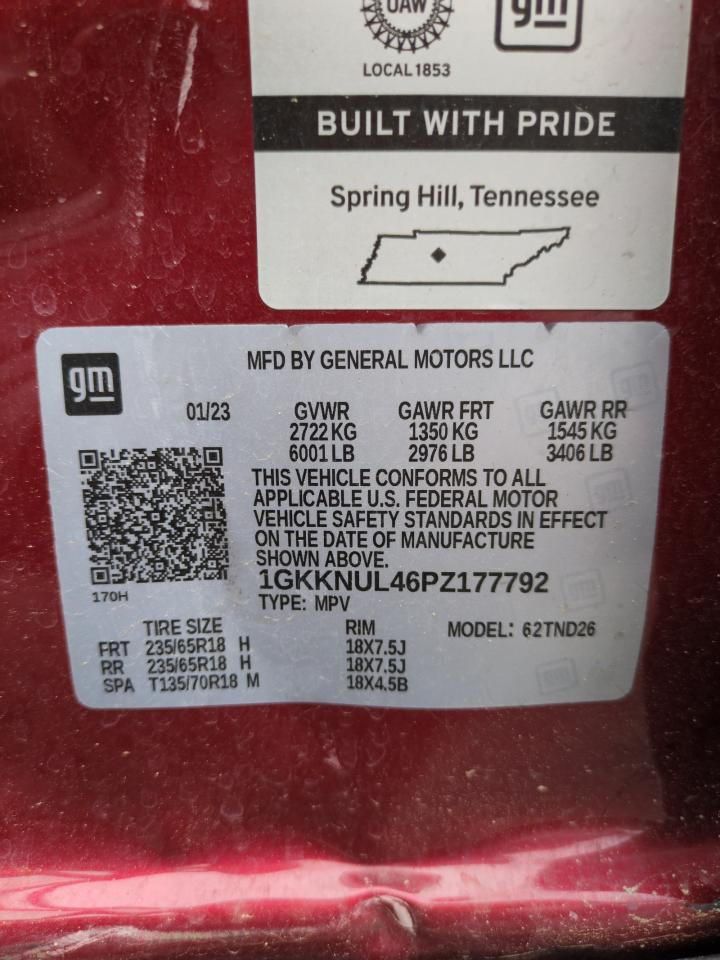 UAW
gm
LOCAL 1853
BUILT WITH PRIDE
Spring Hill, Tennessee
gm
MFD BY GENERAL MOTORS LLC
01/23 GVWR GAWR FRT GAWR RR
2722 KG 1350 KG 1545 KG
6001 LB 2976 LB 3406 LB
THIS VEHICLE CONFORMS TO ALL
APPLICABLE U.S. FEDERAL MOTOR
VEHICLE SAFETY STANDARDS IN EFFECT
ON THE DATE OF MANUFACTURE
SHOWN ABOVE.
170H
1GKKNUL46PZ177792
TYPE: MPV
TIRE SIZE RIM MODEL: 62TND26
FRT 235/65R18 H 18X7.5J
RR 235/65R18 H 18X7.5J
SPA T135/70R18 M 18X4.5B